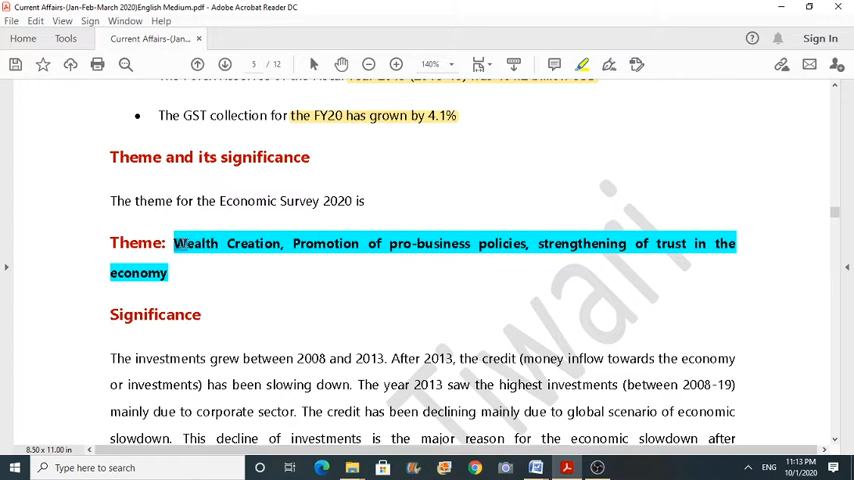 Current Affairs-(Jan-Feb-March 2020)English Medium.pdf - Adobe Acrobat Reader DC
File Edit View Sign Window Help
Home Tools Current Affairs-(Jan... × Sign In
5 / 12 140%
The GST collection for the FY20 has grown by 4.1%
Theme and its significance
The theme for the Economic Survey 2020 is
Theme: Wealth Creation, Promotion of pro-business policies, strengthening of trust in the
economy
Significance
The investments grew between 2008 and 2013. After 2013, the credit (money inflow towards the economy
or investments) has been slowing down. The year 2013 saw the highest investments (between 2008-19)
mainly due to corporate sector. The credit has been declining mainly due to global scenario of economic
slowdown. This decline of investments is the major reason for the economic slowdown after
Tiwari
8.50 x 11.00 in
Type here to search
ENG
11:13 PM
10/1/2020